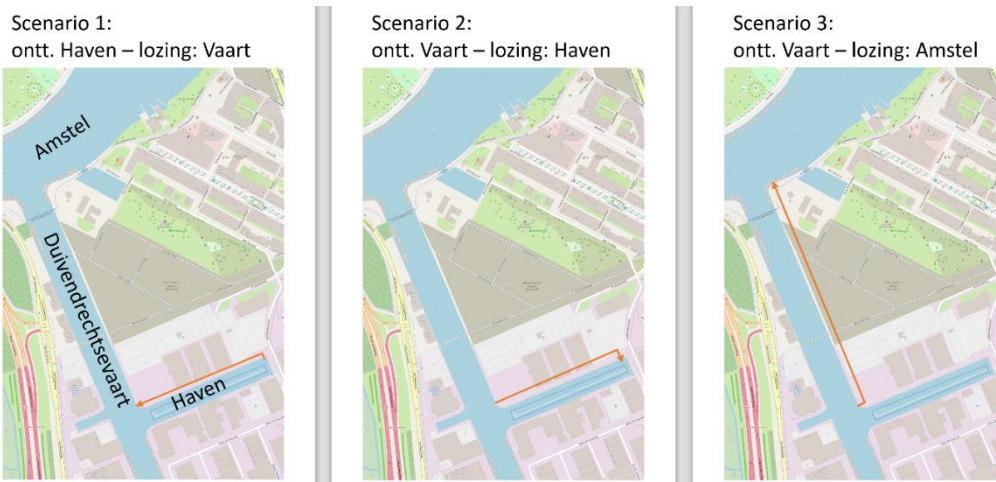 Scenario 1:
ontt. Haven – lozing: Vaart
Amstel
Duivendrechtsevaart
Haven
Scenario 2:
ontt. Vaart – lozing: Haven
Scenario 3:
ontt. Vaart – lozing: Amstel